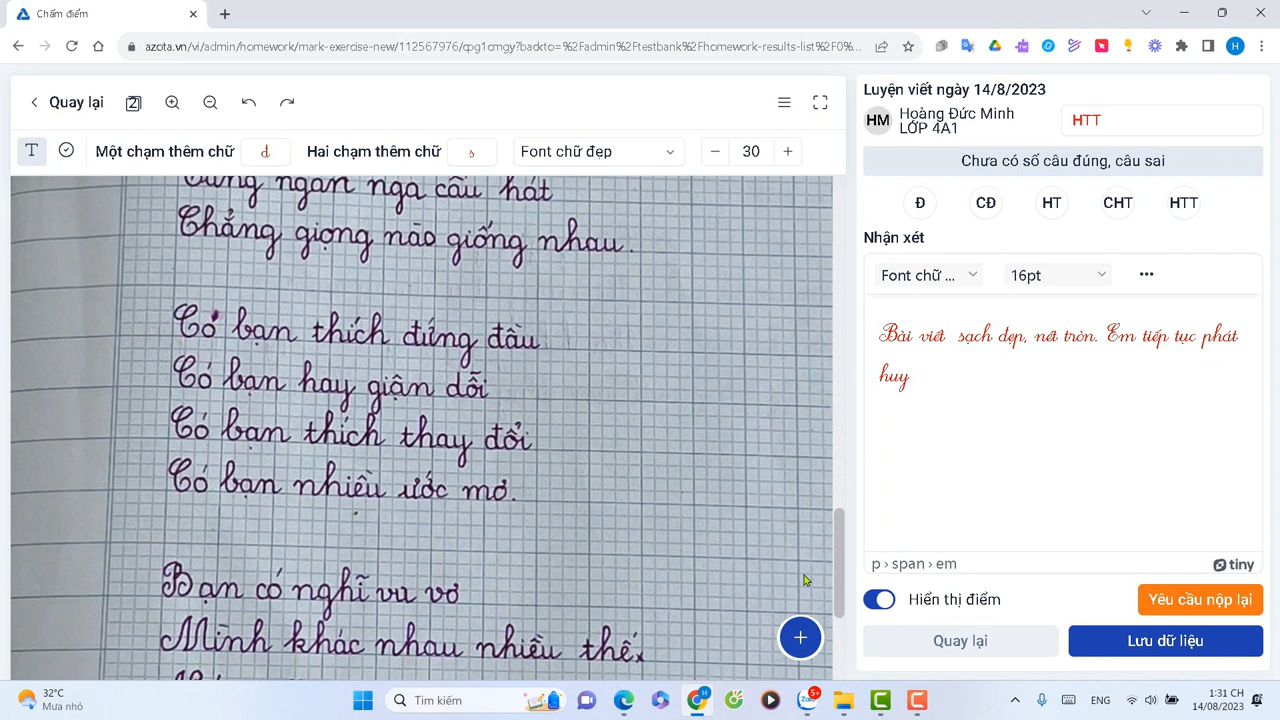 Chấm điểm
azota.vn/vi/admin/homework/mark-exercise-new/112567976/cpg1cmgy?backto=%2Fadmin%2Ftestbank%2Fhomework-results-list%2F0%...
Quay lại
Một chạm thêm chữ đ Hai chạm thêm chữ s Font chữ đẹp 30
ngân nga câu hát
Chẳng giọng nào giống nhau.
Có bạn thích đứng đầu
Có bạn hay giận dỗi
Có bạn thích thay đổi
Có bạn nhiều ước mơ.
Bạn có nghĩ vu vơ
Mình khác nhau nhiều thế
Luyện viết ngày 14/8/2023
HM Hoàng Đức Minh
LỚP 4A1
HTT
Chưa có số câu đúng, câu sai
Đ CĐ HT CHT HTT
Nhận xét
Font chữ ... 16pt
Bài viết sạch đẹp, nét tròn. Em tiếp tục phát
huy
p › span › em
tiny
Hiển thị điểm Yêu cầu nộp lại
Quay lại Lưu dữ liệu
32°C
Mưa nhỏ
Tìm kiếm
Zalo
5+
ENG
1:31 CH
14/08/2023